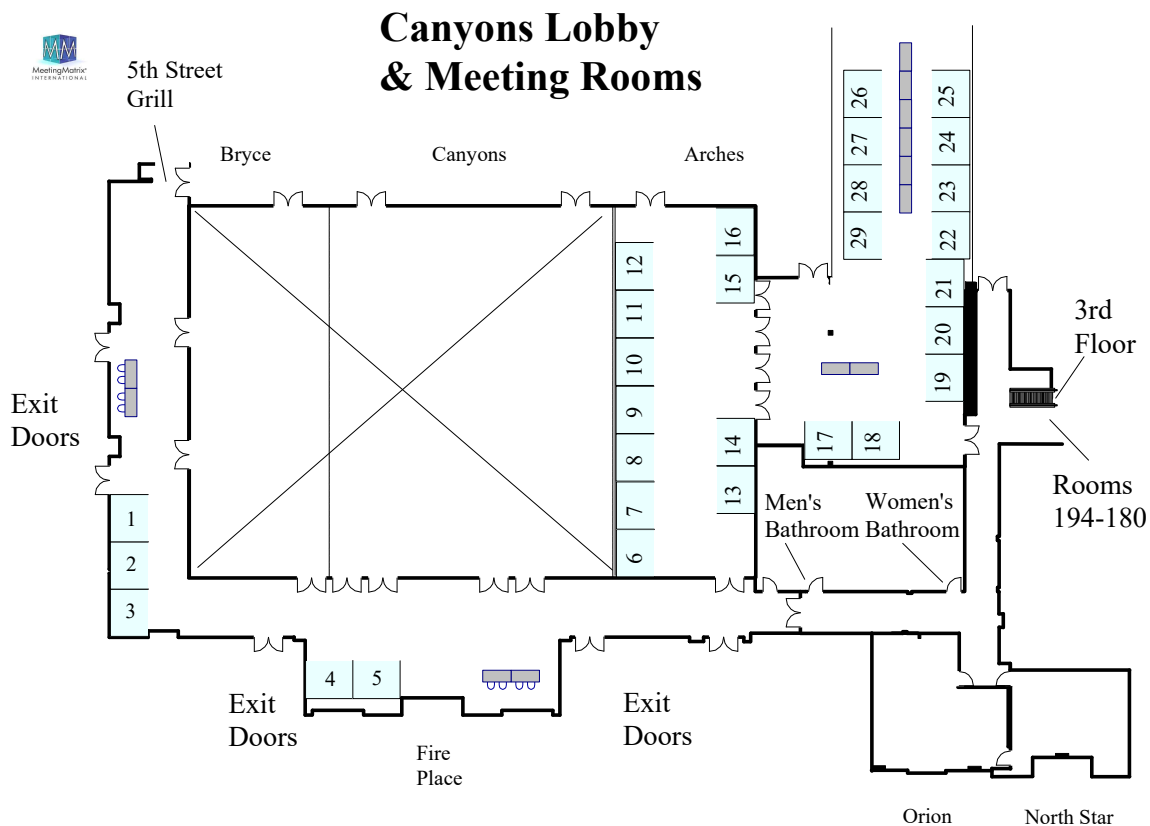 Canyons Lobby
& Meeting Rooms
MM
MeetingMatrix®
INTERNATIONAL
5th Street
Grill
Bryce
Canyons
Arches
26
25
27
24
28
23
29
22
16
15
12
11
10
9
8
7
6
14
13
21
20
19
17
18
3rd
Floor
Exit
Doors
1
2
3
Men's
Bathroom
Women's
Bathroom
Rooms
194-180
4
5
Exit
Doors
Exit
Doors
Fire
Place
Orion
North Star